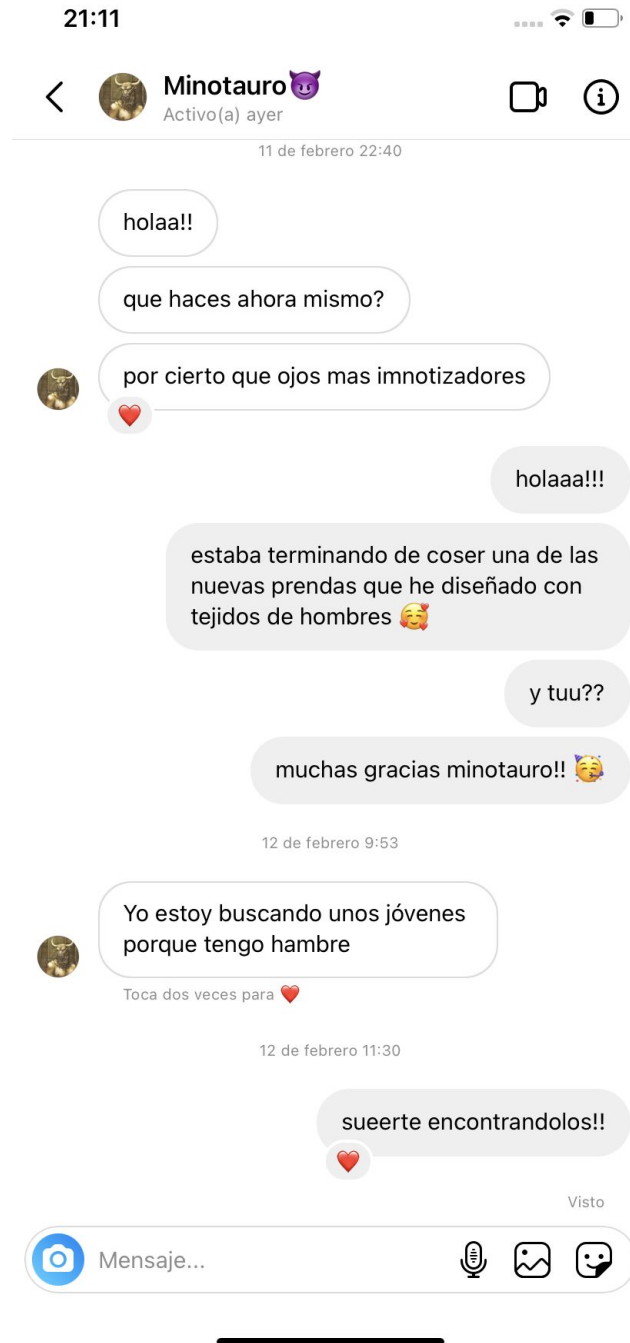 21:11
Minotauro😈
Activo(a) ayer
11 de febrero 22:40
holaa!!
que haces ahora mismo?
por cierto que ojos mas imnotizadores
❤️
holaaa!!!
estaba terminando de coser una de las
nuevas prendas que he diseñado con
tejidos de hombres 🥰
y tuu??
muchas gracias minotauro!! 🥳
12 de febrero 9:53
Yo estoy buscando unos jóvenes
porque tengo hambre
Toca dos veces para ❤️
12 de febrero 11:30
sueerte encontrandolos!!
❤️
Visto
Mensaje...